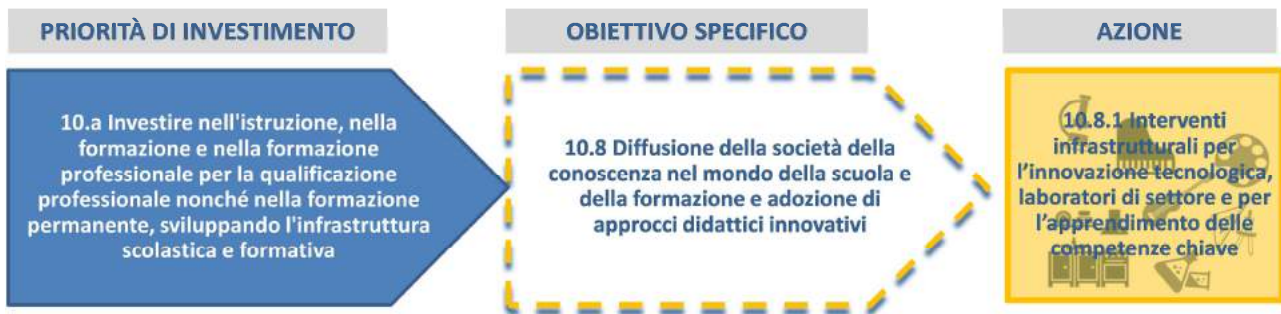 PRIORITÀ DI INVESTIMENTO
10.a Investire nell'istruzione, nella
formazione e nella formazione
professionale per la qualificazione
professionale nonché nella formazione
permanente, sviluppando l'infrastruttura
scolastica e formativa
OBIETTIVO SPECIFICO
10.8 Diffusione della società della
conoscenza nel mondo della scuola e
della formazione e adozione di
approcci didattici innovativi
AZIONE
10.8.1 Interventi
infrastrutturali per
l’innovazione tecnologica,
laboratori di settore e per
l’apprendimento delle
competenze chiave